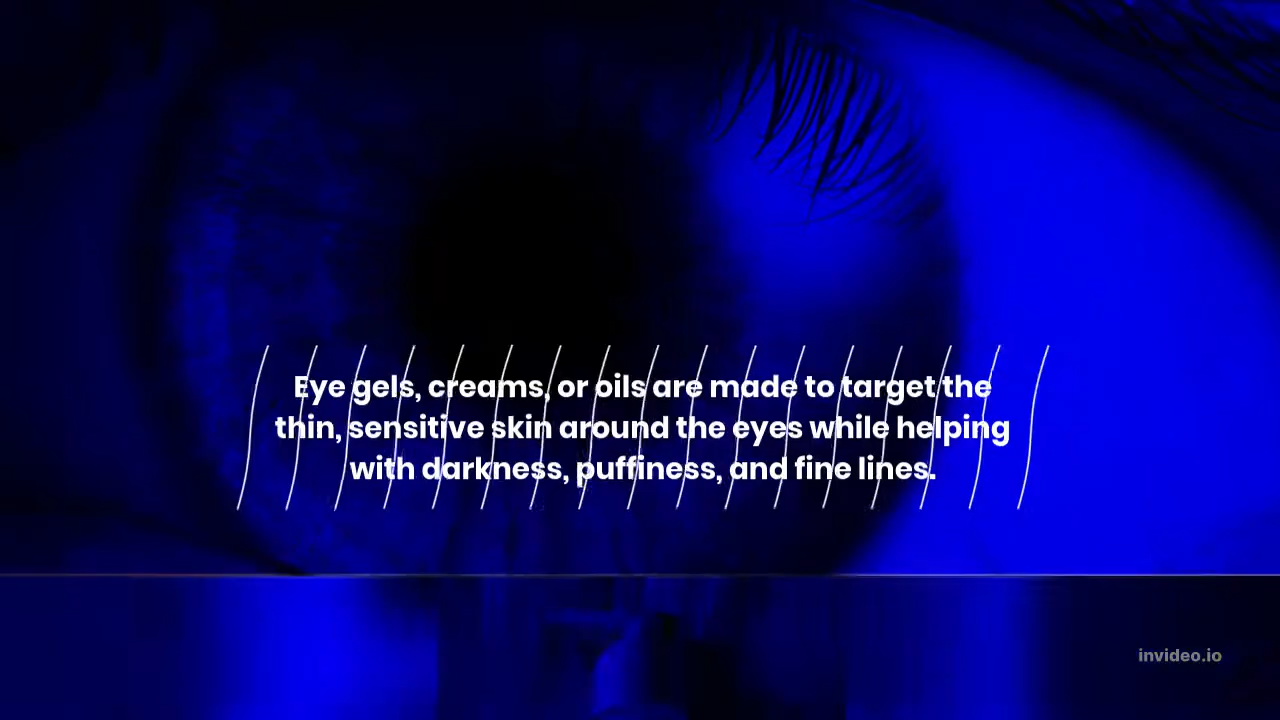 Eye gels, creams, or oils are made to target the
thin, sensitive skin around the eyes while helping
with darkness, puffiness, and fine lines.
invideo.io